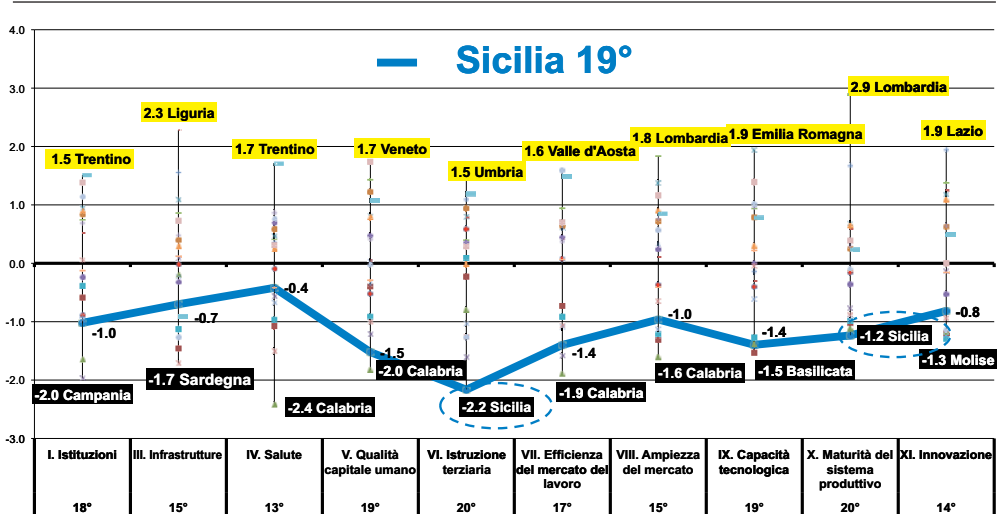 4.0
Sicilia 19°
3.0
2.9 Lombardia
2.3 Liguria
2.0
1.5 Trentino
1.7 Trentino
1.7 Veneto
1.5 Umbria
1.6 Valle d'Aosta
1.8 Lombardia
1.9 Emilia Romagna
1.9 Lazio
1.0
0.0
-1.0
-1.0
-0.7
-0.4
-1.5
-1.4
-1.0
-1.4
-1.2 Sicilia
-0.8
-2.0
-2.0 Campania
-1.7 Sardegna
-2.4 Calabria
-2.0 Calabria
-2.2 Sicilia
-1.9 Calabria
-1.6 Calabria
-1.5 Basilicata
-1.3 Molise
-3.0
I. Istituzioni
III. Infrastrutture
IV. Salute
V. Qualità
capitale umano
VI. Istruzione
terziaria
VII. Efficienza
del mercato del
lavoro
VIII. Ampiezza
del mercato
IX. Capacità
tecnologica
X. Maturità del
sistema
produttivo
XI. Innovazione
18°
15°
13°
19°
20°
17°
15°
19°
20°
14°